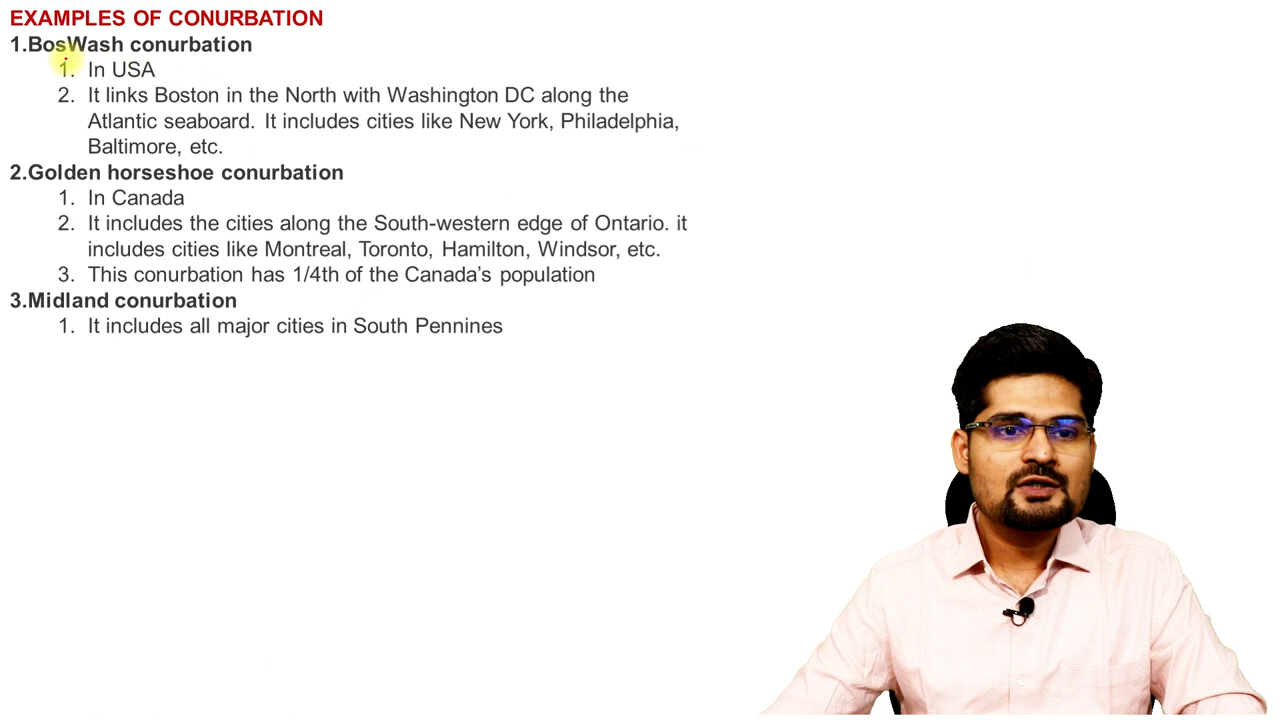 EXAMPLES OF CONURBATION
1.BosWash conurbation
1. In USA
2. It links Boston in the North with Washington DC along the
Atlantic seaboard. It includes cities like New York, Philadelphia,
Baltimore, etc.
2.Golden horseshoe conurbation
1. In Canada
2. It includes the cities along the South-western edge of Ontario. it
includes cities like Montreal, Toronto, Hamilton, Windsor, etc.
3. This conurbation has 1/4th of the Canada's population
3.Midland conurbation
1. It includes all major cities in South Pennines